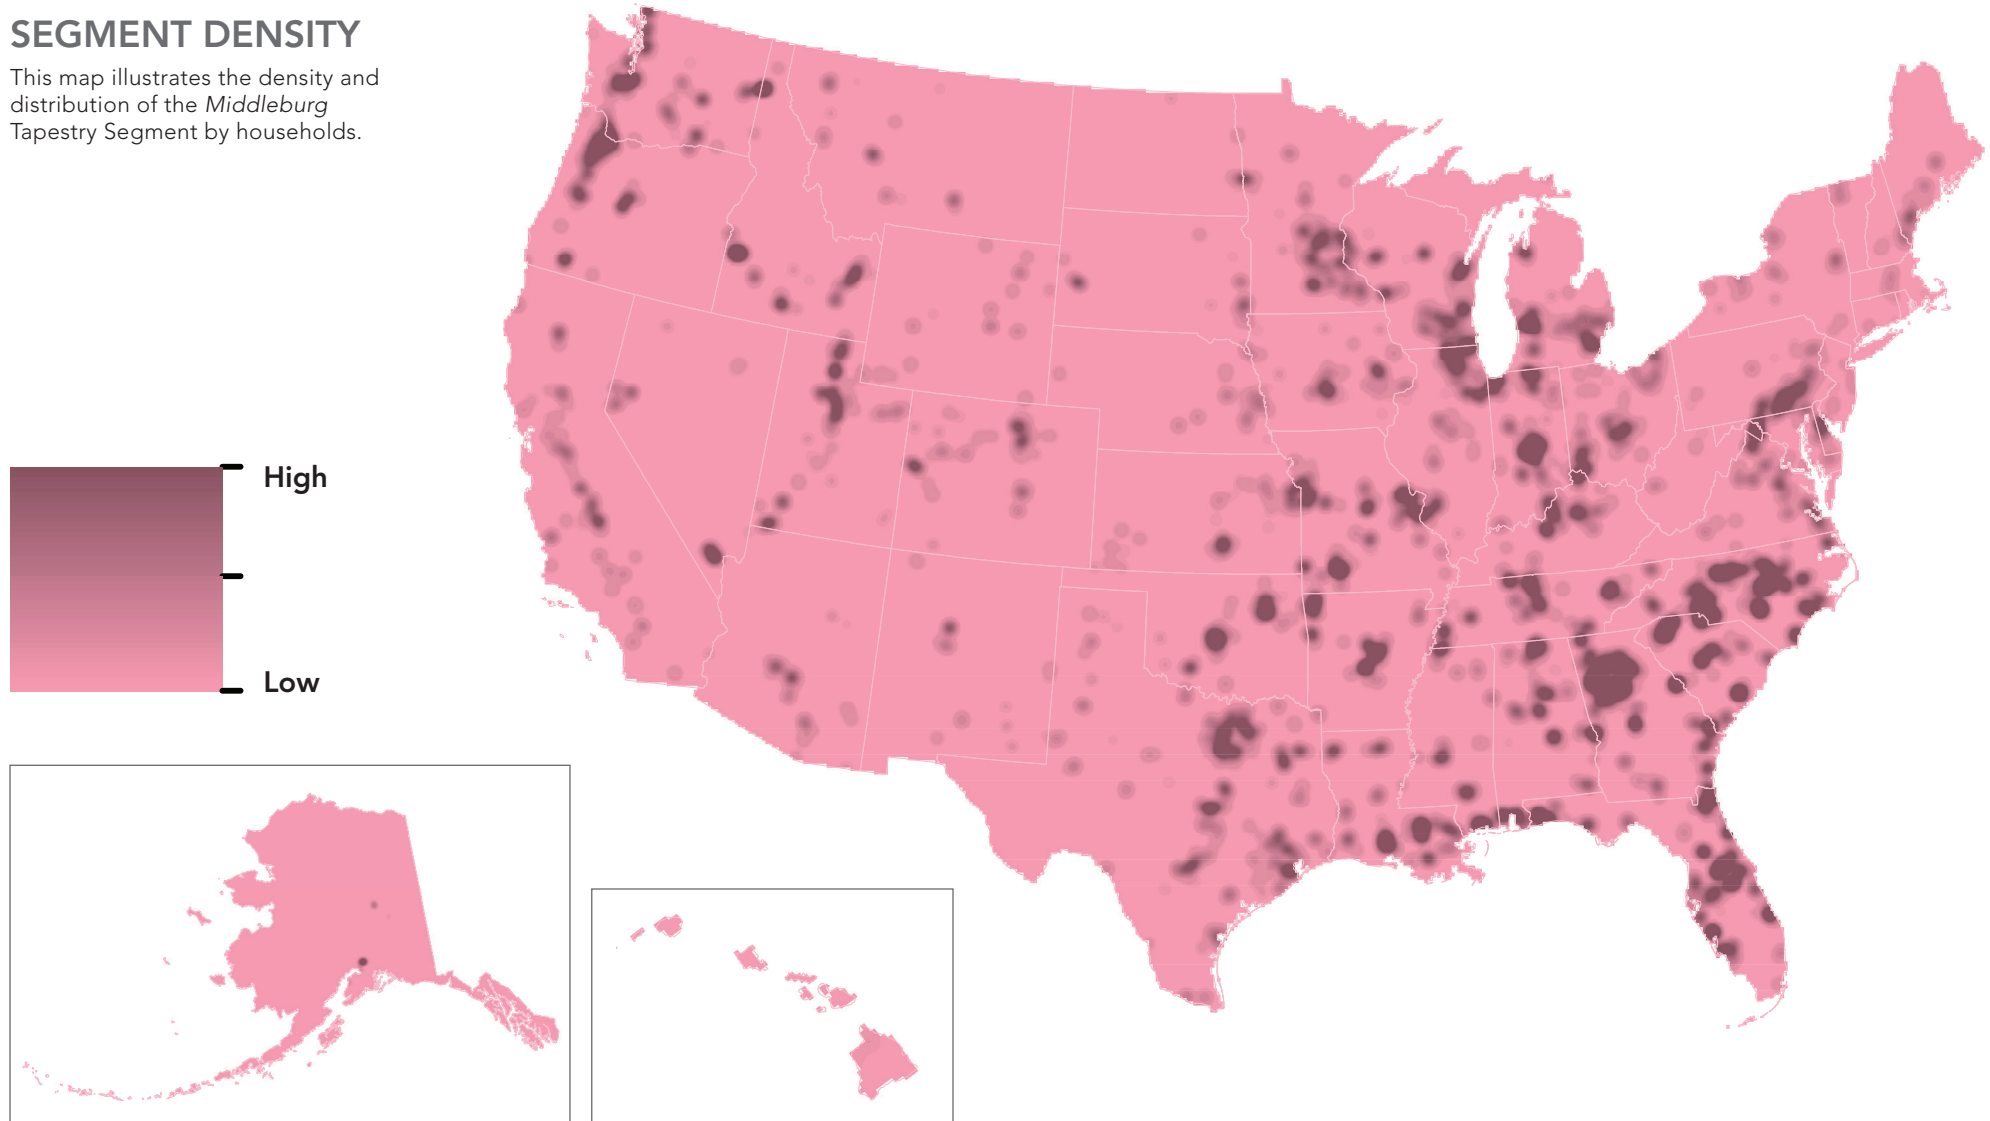 SEGMENT DENSITY
This map illustrates the density and
distribution of the Middleburg
Tapestry Segment by households.
High
Low